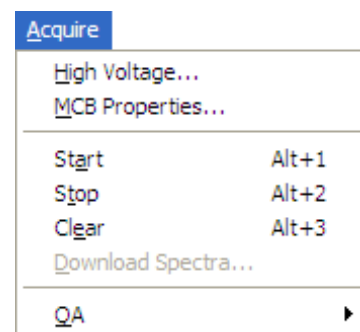 Acquire
High Voltage...
MCB Properties...
Start Alt+1
Stop Alt+2
Clear Alt+3
Download Spectra...
QA